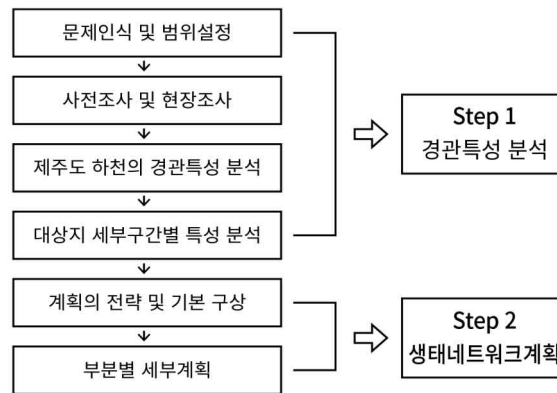 문제인식 및 범위설정
사전조사 및 현장조사
제주도 하천의 경관특성 분석
대상지 세부구간별 특성 분석
계획의 전략 및 기본 구상
부분별 세부계획
Step 1
경관특성 분석
Step 2
생태네트워크계획